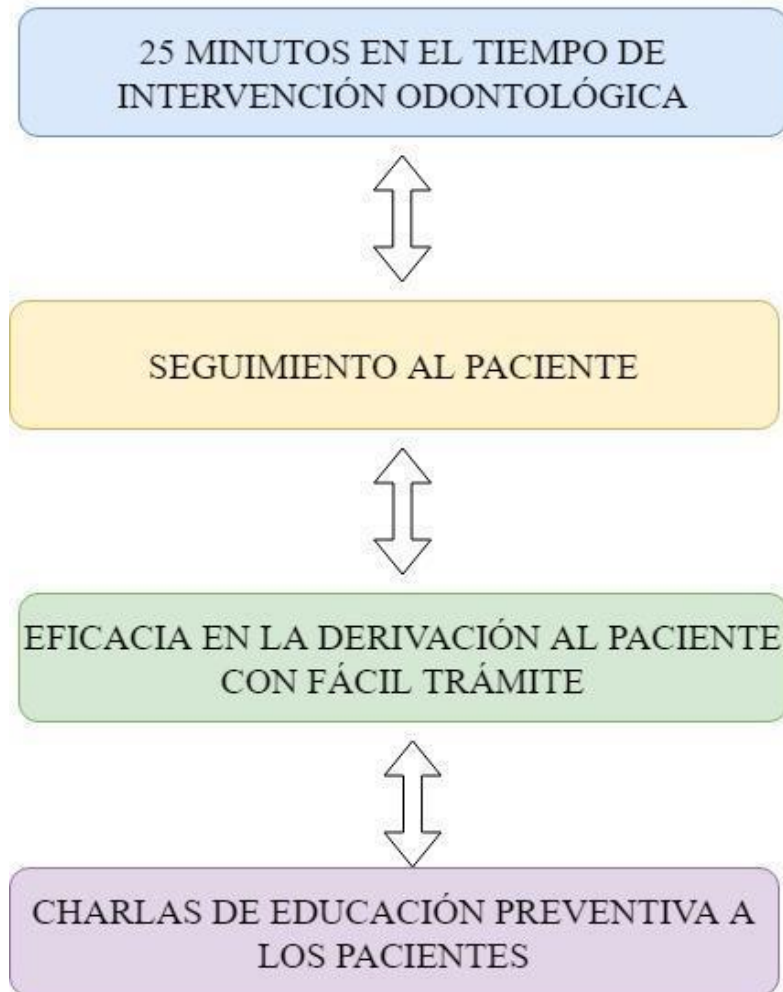 25 MINUTOS EN EL TIEMPO DE
INTERVENCIÓN ODONTOLÓGICA
SEGUIMIENTO AL PACIENTE
EFICACIA EN LA DERIVACIÓN AL PACIENTE
CON FÁCIL TRÁMITE
CHARLAS DE EDUCACIÓN PREVENTIVA A
LOS PACIENTES